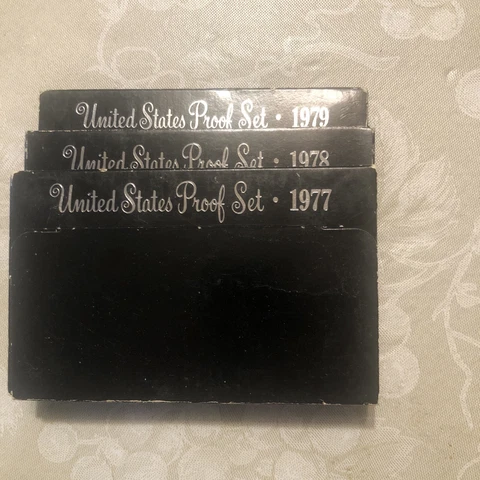 United States Proof Set · 1979
United States Proof Set · 1978
United States Proof Set · 1977